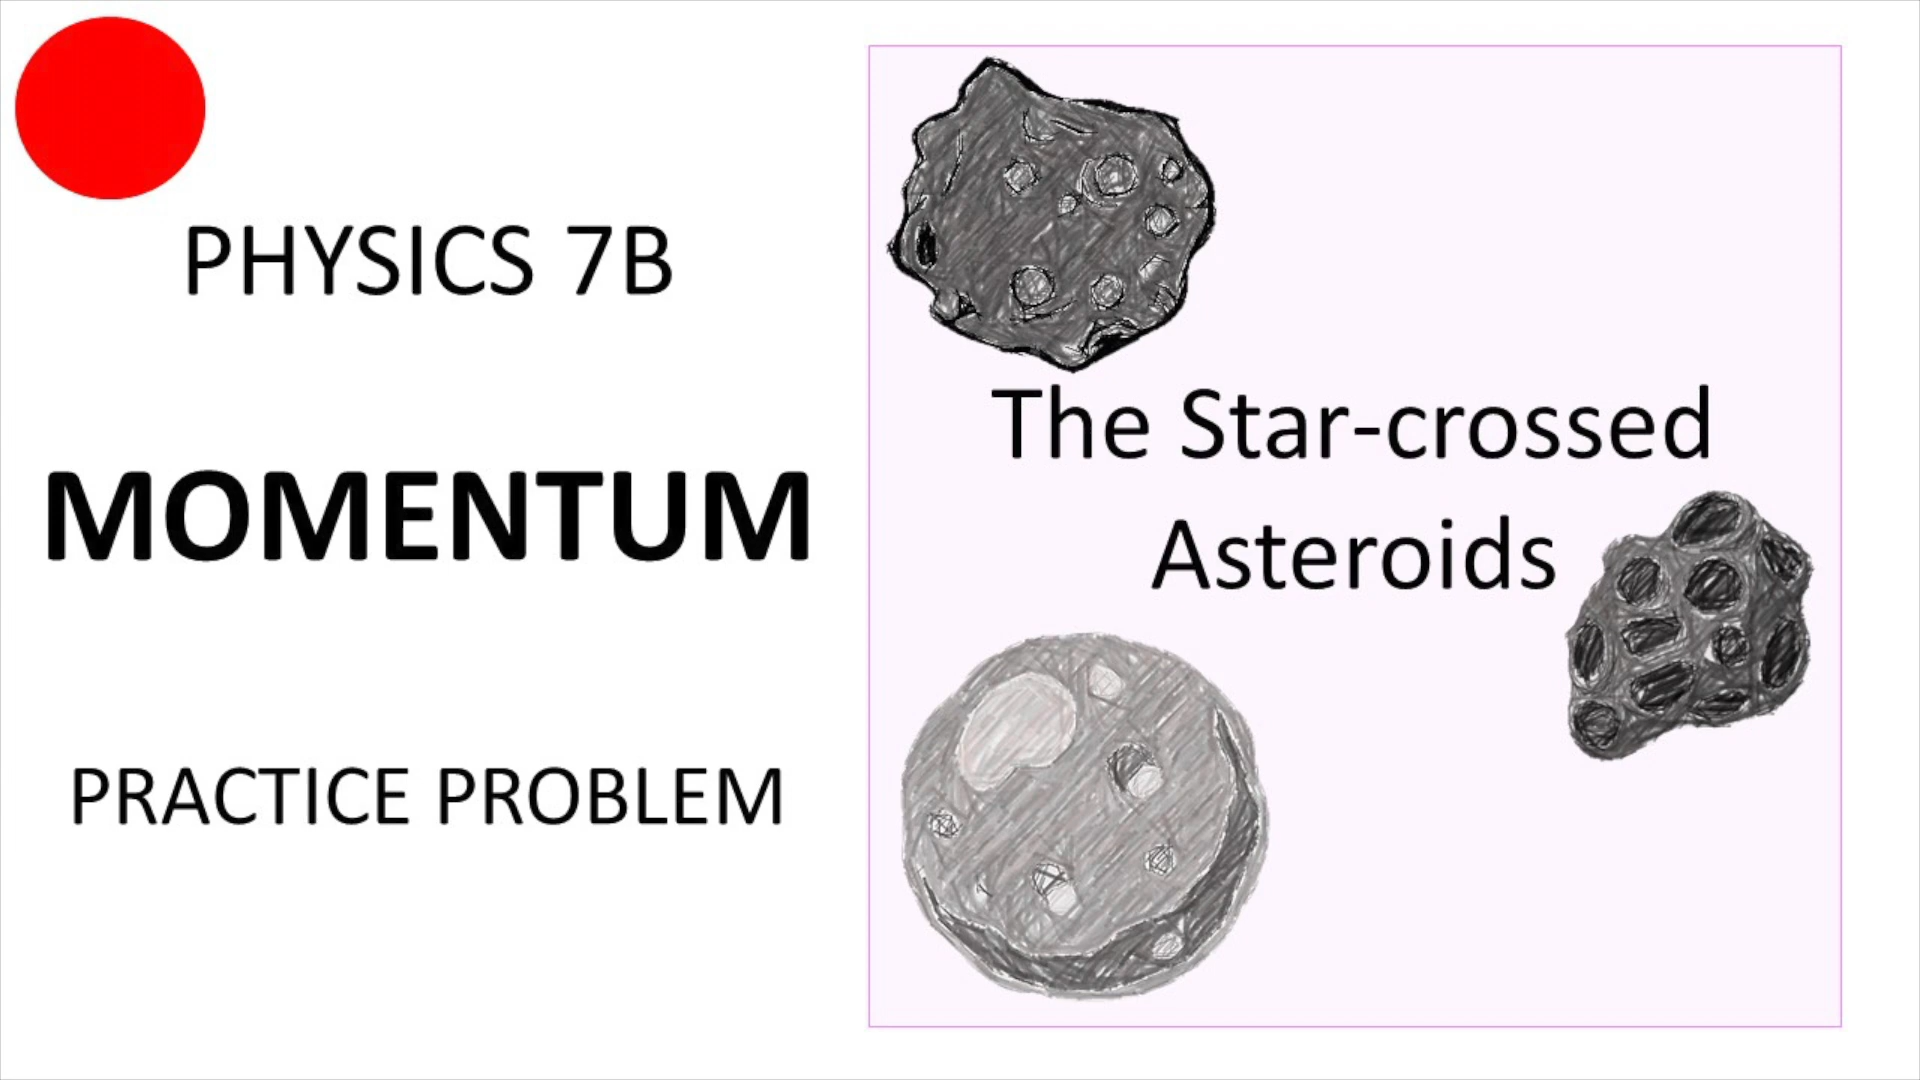 PHYSICS 7B
MOMENTUM
PRACTICE PROBLEM
The Star-crossed
Asteroids